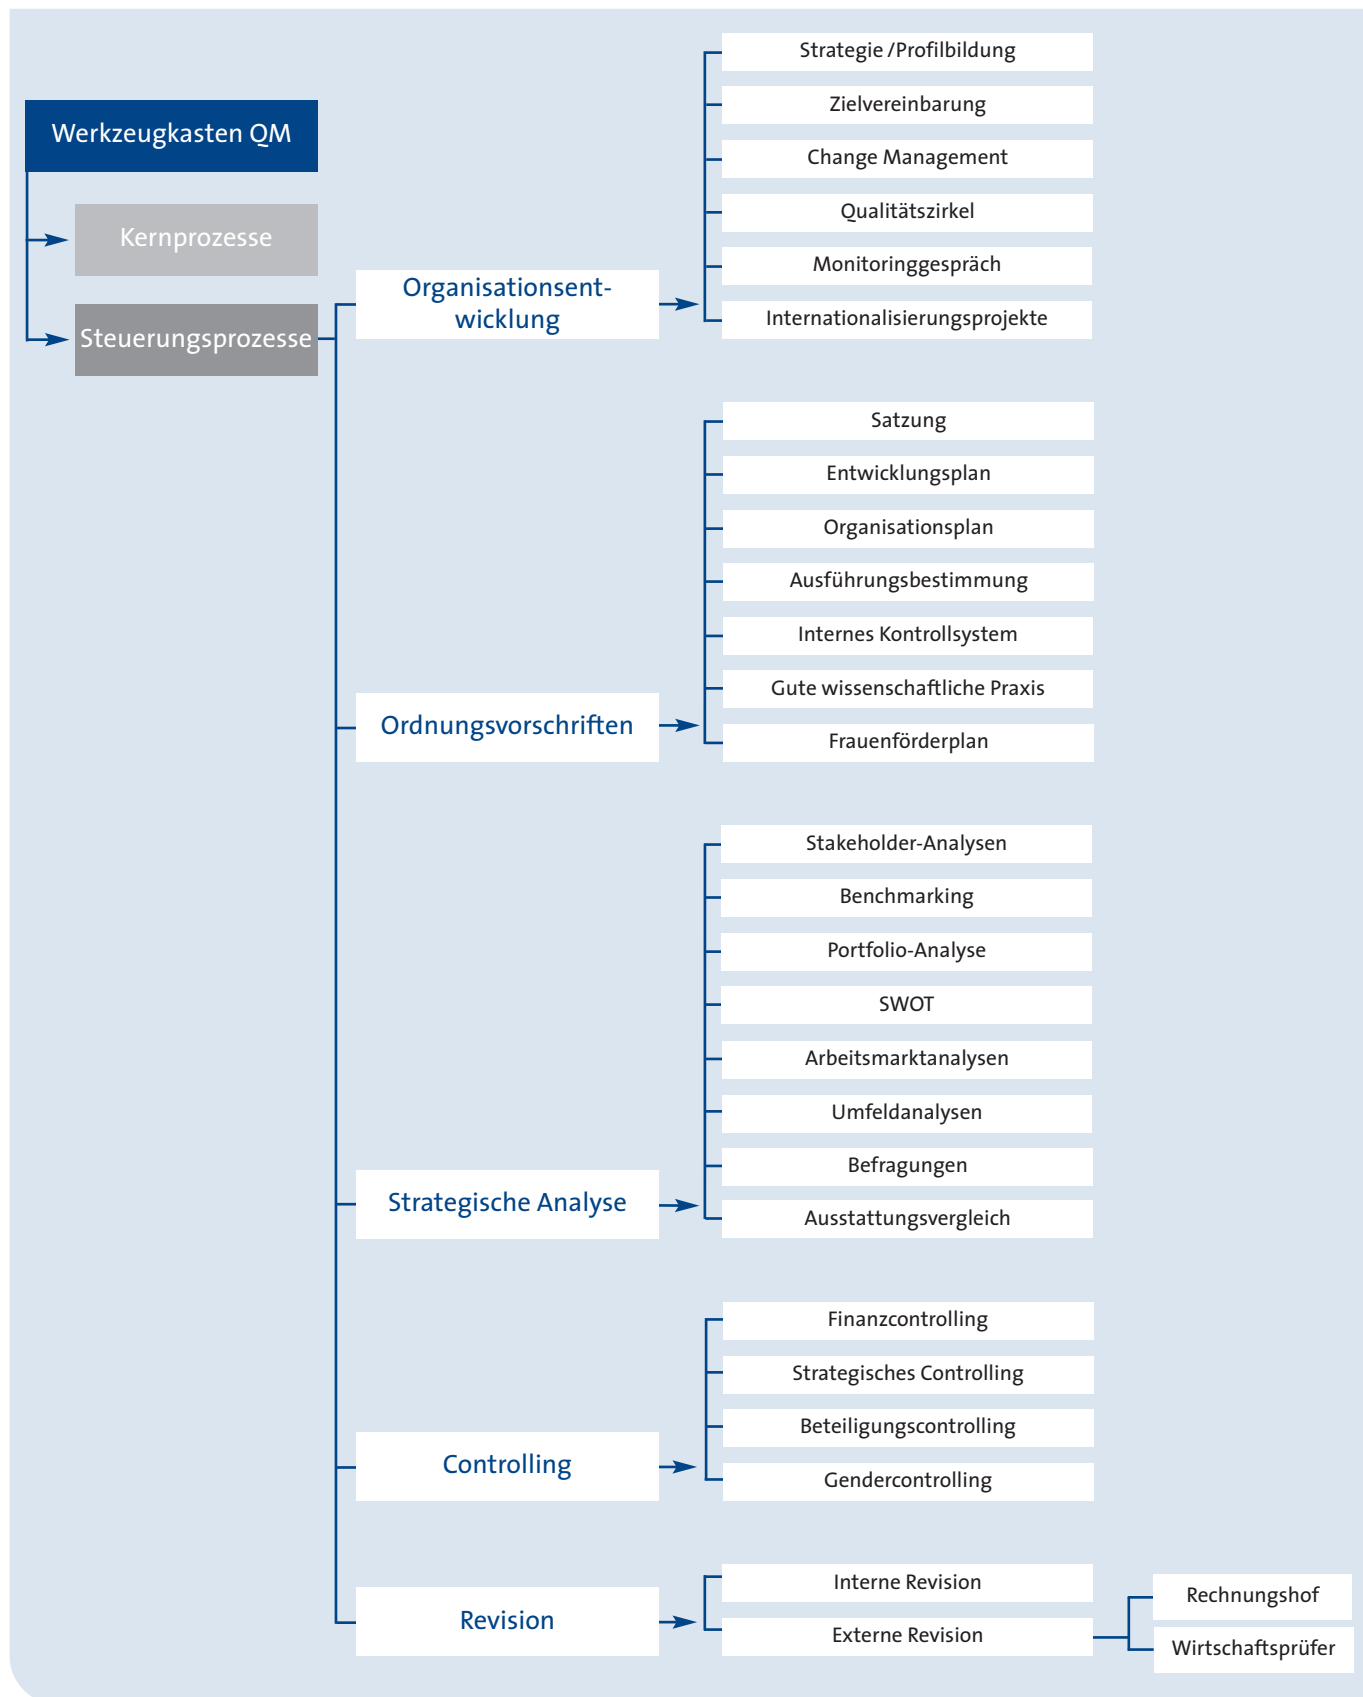 Werkzeugkasten QM
Kernprozesse
Steuerungsprozesse
Organisationsent-
wicklung
Strategie /Profilbildung
Zielvereinbarung
Change Management
Qualitätszirkel
Monitoringgespräch
Internationalisierungsprojekte
Ordnungsvorschriften
Satzung
Entwicklungsplan
Organisationsplan
Ausführungsbestimmung
Internes Kontrollsystem
Gute wissenschaftliche Praxis
Frauenförderplan
Strategische Analyse
Stakeholder-Analysen
Benchmarking
Portfolio-Analyse
SWOT
Arbeitsmarktanalysen
Umfeldanalysen
Befragungen
Ausstattungsvergleich
Controlling
Finanzcontrolling
Strategisches Controlling
Beteiligungscontrolling
Gendercontrolling
Revision
Interne Revision
Externe Revision
Rechnungshof
Wirtschaftsprüfer